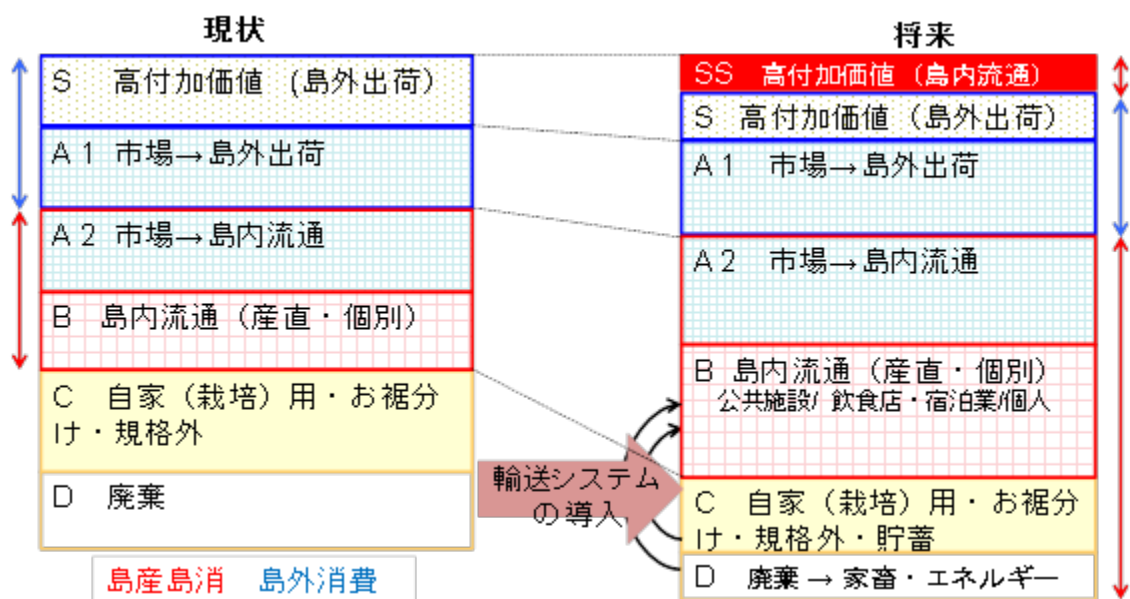 現状
S 高付加価値 (島外出荷)
A1 市場→島外出荷
A2 市場→島内流通
B 島内流通(産直・個別)
C 自家(栽培)用・お裾分
け・規格外
D 廃棄
島産島消 島外消費
輸送システム
の導入
将来
SS 高付加価値(島内流通)
S 高付加価値(島外出荷)
A1 市場→島外出荷
A2 市場→島内流通
B 島内流通(産直・個別)
公共施設/ 飲食店・宿泊業/個人
C 自家(栽培)用・お裾分
け・規格外・貯蓄
D 廃棄 → 家畜・エネルギー